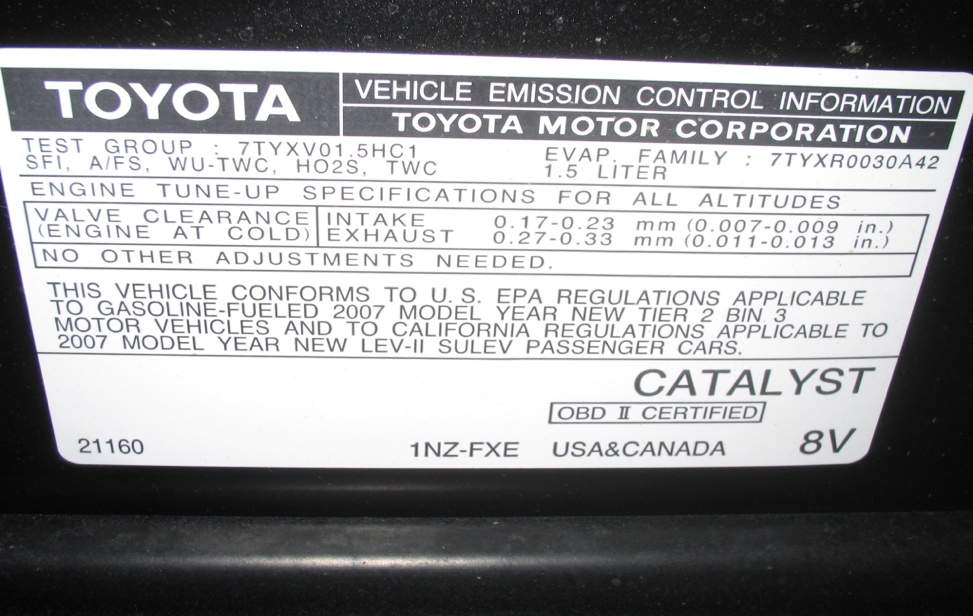 TOYOTA
VEHICLE EMISSION CONTROL INFORMATION
TOYOTA MOTOR CORPORATION
TEST GROUP : 7TYXV01.5HC1
SFI, A/FS, WU-TWC, HO2S, TWC
EVAP. FAMILY : 7TYXR0030A42
1.5 LITER
ENGINE TUNE-UP SPECIFICATIONS FOR ALL ALTITUDES
VALVE CLEARANCE
(ENGINE AT COLD)
INTAKE 0.17-0.23 mm (0.007-0.009 in.)
EXHAUST 0.27-0.33 mm (0.011-0.013 in.)
NO OTHER ADJUSTMENTS NEEDED.
THIS VEHICLE CONFORMS TO U.S. EPA REGULATIONS APPLICABLE
TO GASOLINE-FUELED 2007 MODEL YEAR NEW TIER 2 BIN 3
MOTOR VEHICLES AND TO CALIFORNIA REGULATIONS APPLICABLE TO
2007 MODEL YEAR NEW LEV-II SULEV PASSENGER CARS.
CATALYST
OBD II CERTIFIED
21160 1NZ-FXE USA&CANADA 8V